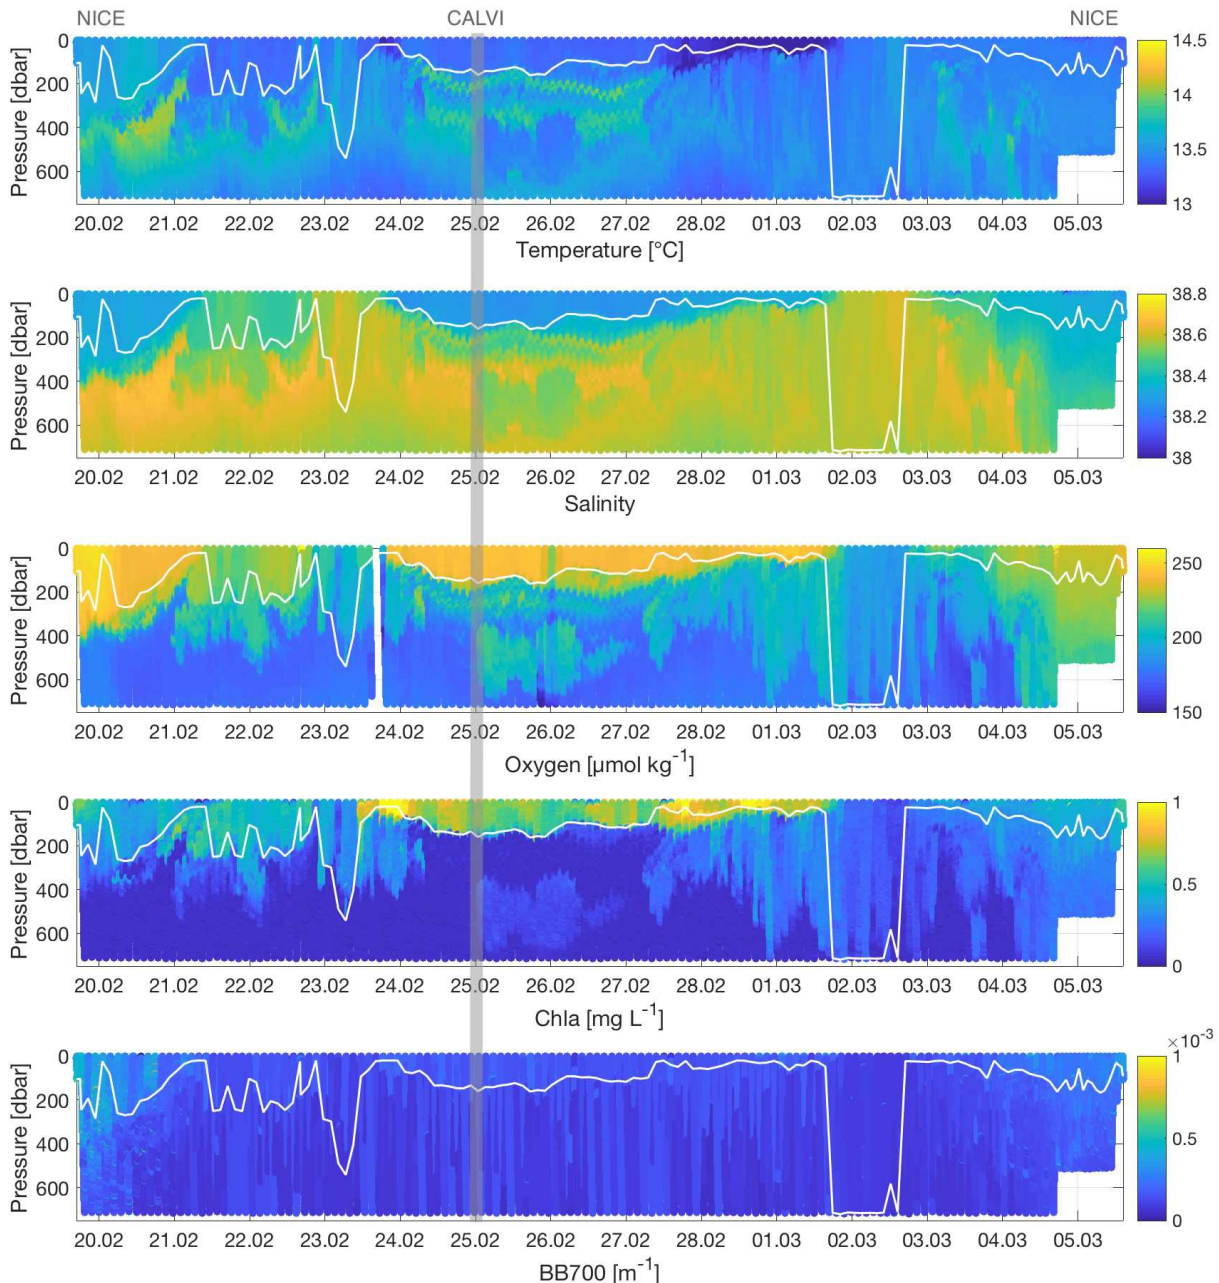 NICE CALVI NICE
Pressure [dbar]
0
200
400
600
14.5
14
13.5
13
20.02 21.02 22.02 23.02 24.02 25.02 26.02 27.02 28.02 01.03 02.03 03.03 04.03 05.03
Temperature [°C]
Pressure [dbar]
0
200
400
600
38.8
38.6
38.4
38.2
38
20.02 21.02 22.02 23.02 24.02 25.02 26.02 27.02 28.02 01.03 02.03 03.03 04.03 05.03
Salinity
Pressure [dbar]
0
200
400
600
250
200
150
20.02 21.02 22.02 23.02 24.02 25.02 26.02 27.02 28.02 01.03 02.03 03.03 04.03 05.03
Oxygen [µmol kg⁻¹]
Pressure [dbar]
0
200
400
600
1
0.5
0
20.02 21.02 22.02 23.02 24.02 25.02 26.02 27.02 28.02 01.03 02.03 03.03 04.03 05.03
Chla [mg L⁻¹]
Pressure [dbar]
0
200
400
600
×10⁻³
1
0.5
0
20.02 21.02 22.02 23.02 24.02 25.02 26.02 27.02 28.02 01.03 02.03 03.03 04.03 05.03
BB700 [m⁻¹]